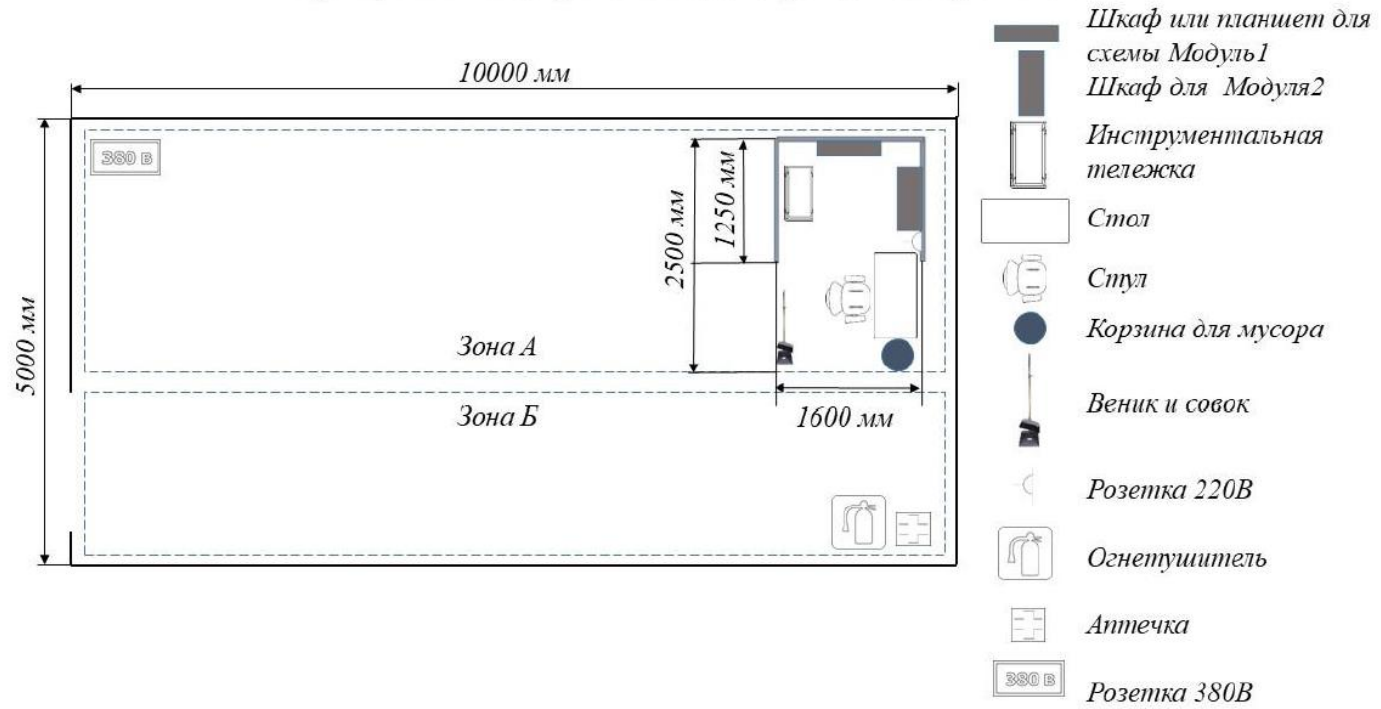 10000 мм
5000 мм
380 В
2500 мм
1250 мм
1600 мм
Зона А
Зона Б
Шкаф или планшет для
схемы Модуль1
Шкаф для Модуля2
Инструментальная
тележка
Стол
Стул
Корзина для мусора
Веник и совок
Розетка 220В
Огнетушитель
Аптечка
380 В
Розетка 380В